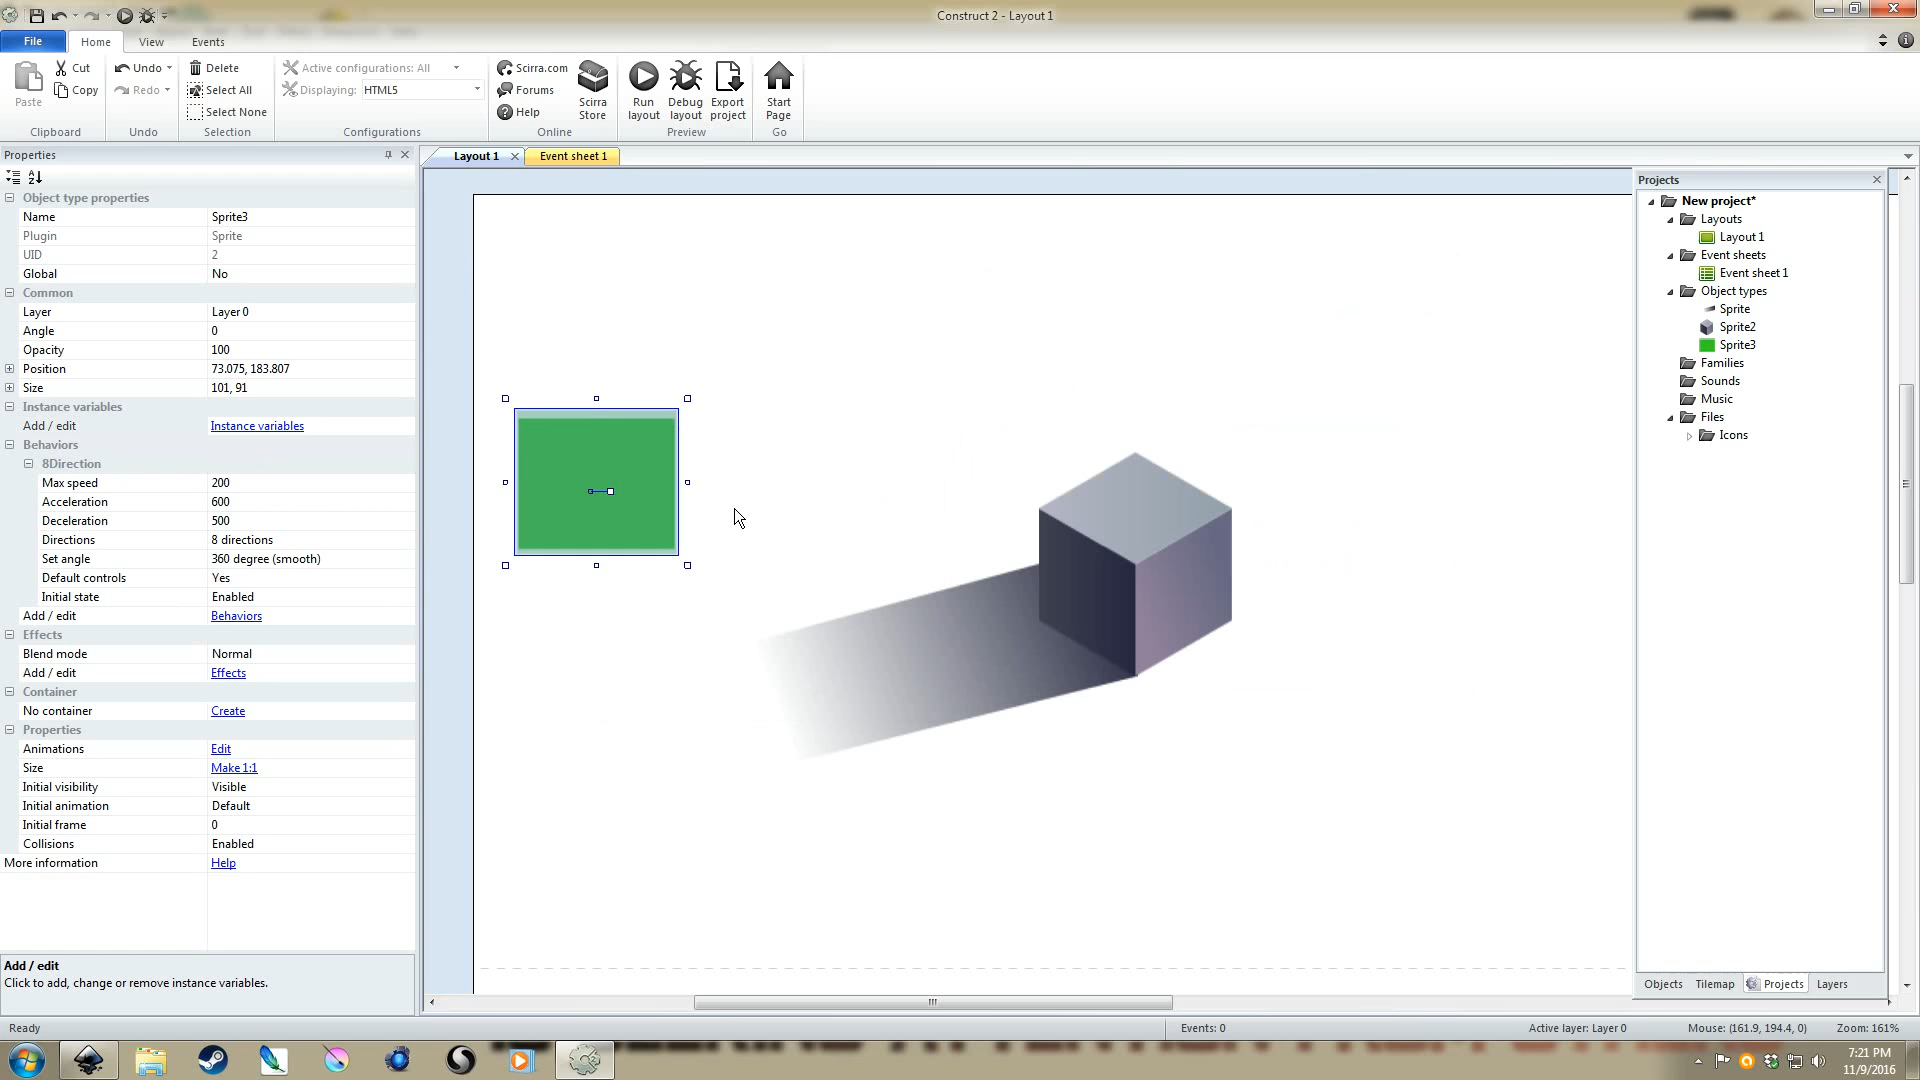 Construct 2 - Layout 1
File Home View Events
Paste Cut Copy Clipboard
Undo Redo Undo
Delete Select All Select None Selection
Active configurations: All
Displaying: HTML5
Configurations
Scirra.com Forums Help Scirra Store Online
Run layout Debug layout Export project Preview
Start Page Go
Properties
Layout 1 Event sheet 1
Object type properties
Name Sprite3
Plugin Sprite
UID 2
Global No
Common
Layer Layer 0
Angle 0
Opacity 100
Position 73.075, 183.807
Size 101, 91
Instance variables
Add / edit Instance variables
Behaviors
8Direction
Max speed 200
Acceleration 600
Deceleration 500
Directions 8 directions
Set angle 360 degree (smooth)
Default controls Yes
Initial state Enabled
Add / edit Behaviors
Effects
Blend mode Normal
Add / edit Effects
Container
No container Create
Properties
Animations Edit
Size Make 1:1
Initial visibility Visible
Initial animation Default
Initial frame 0
Collisions Enabled
More information Help
Add / edit
Click to add, change or remove instance variables.
Projects
New project*
Layouts
Layout 1
Event sheets
Event sheet 1
Object types
Sprite
Sprite2
Sprite3
Families
Sounds
Music
Files
Icons
Objects Tilemap Projects Layers
Ready Events: 0 Active layer: Layer 0 Mouse: (161.9, 194.4, 0) Zoom: 161%
7:21 PM
11/9/2016